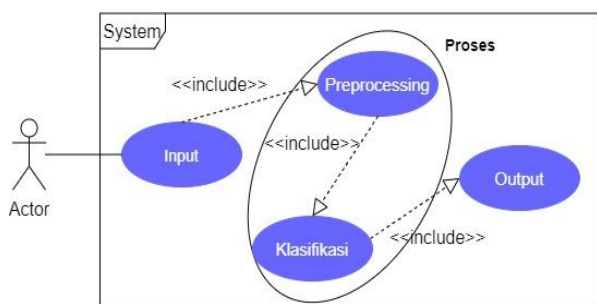 System
Proses
Preprocessing
<<include>>
<<include>>
Input
Output
Actor
Klasifikasi
<<include>>